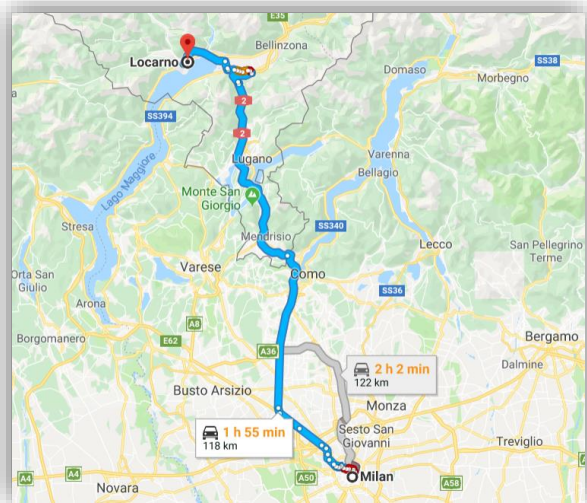 E35
Bellinzona
Locarno
Domaso
SS38
Morbegno
2
SS394
2
Lugano
Varenna
Bellagio
Lago Maggiore
Monte San
Giorgio
SS340
Stresa
Mendrisio
Lecco
San Pellegrino
Terme
Orta San
Giulio
Varese
Como
SS36
Arona
A8
Bergamo
Borgomanero
E62
A36
Dalmine
2 h 2 min
122 km
Busto Arsizio
Monza
1 h 55 min
118 km
Sesto San
Giovanni
Treviglio
A4
A4
A50
Milan
A58
Novara